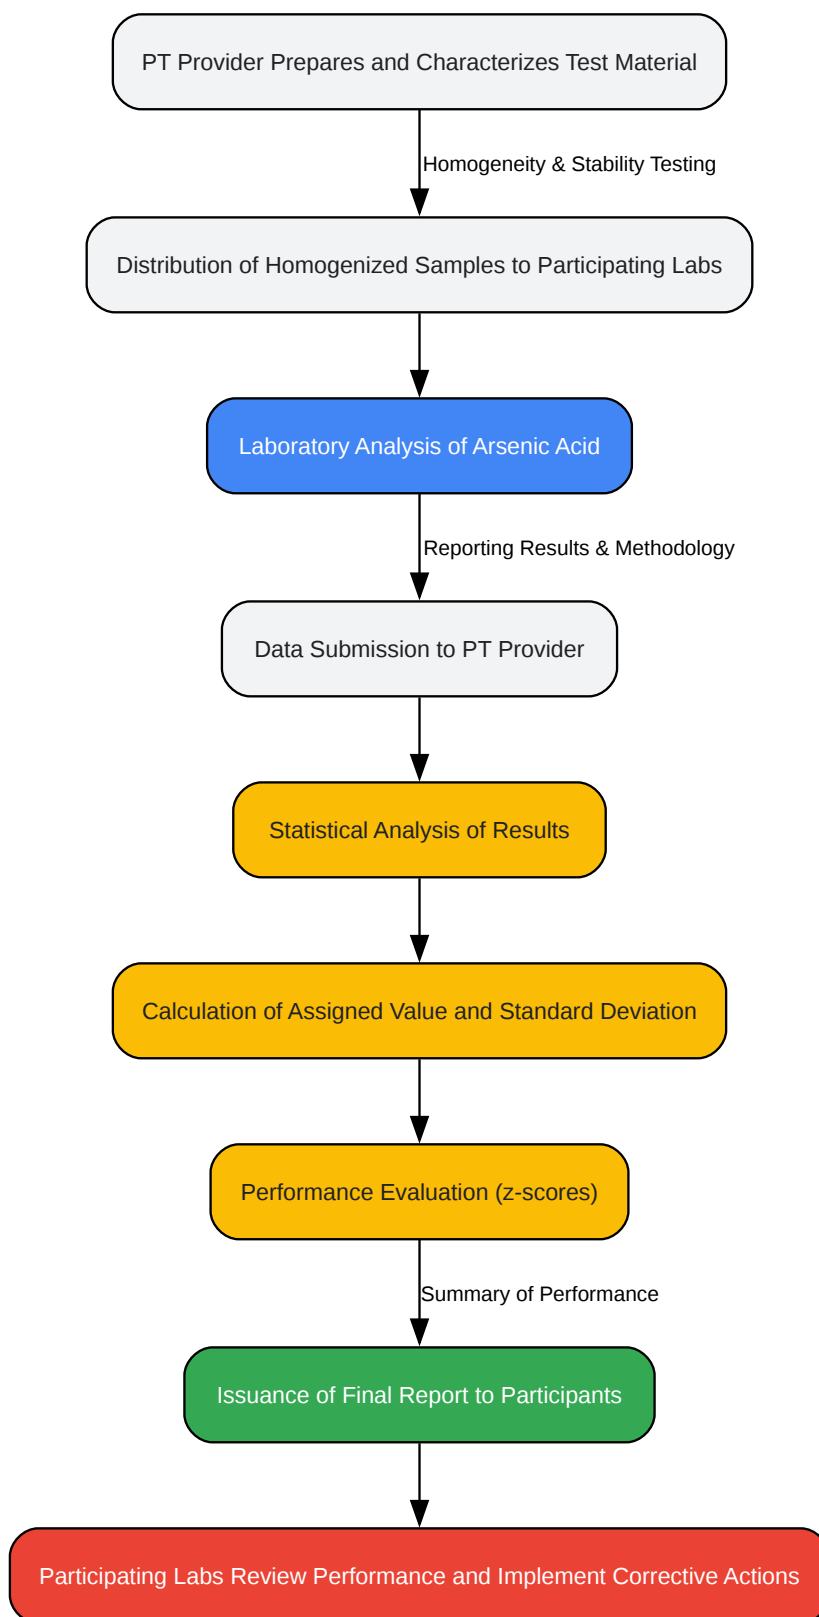 PT Provider Prepares and Characterizes Test Material
Homogeneity & Stability Testing
Distribution of Homogenized Samples to Participating Labs
Laboratory Analysis of Arsenic Acid
Reporting Results & Methodology
Data Submission to PT Provider
Statistical Analysis of Results
Calculation of Assigned Value and Standard Deviation
Performance Evaluation (z-scores)
Summary of Performance
Issuance of Final Report to Participants
Participating Labs Review Performance and Implement Corrective Actions